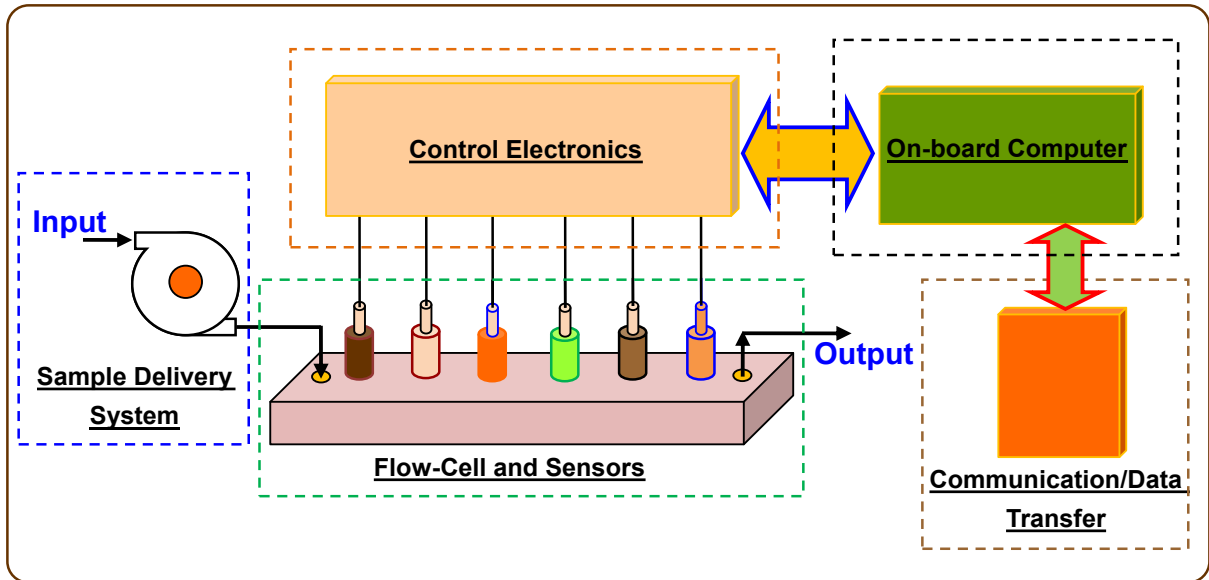 Control Electronics
On-board Computer
Input
Sample Delivery
System
Output
Flow-Cell and Sensors
Communication/Data
Transfer